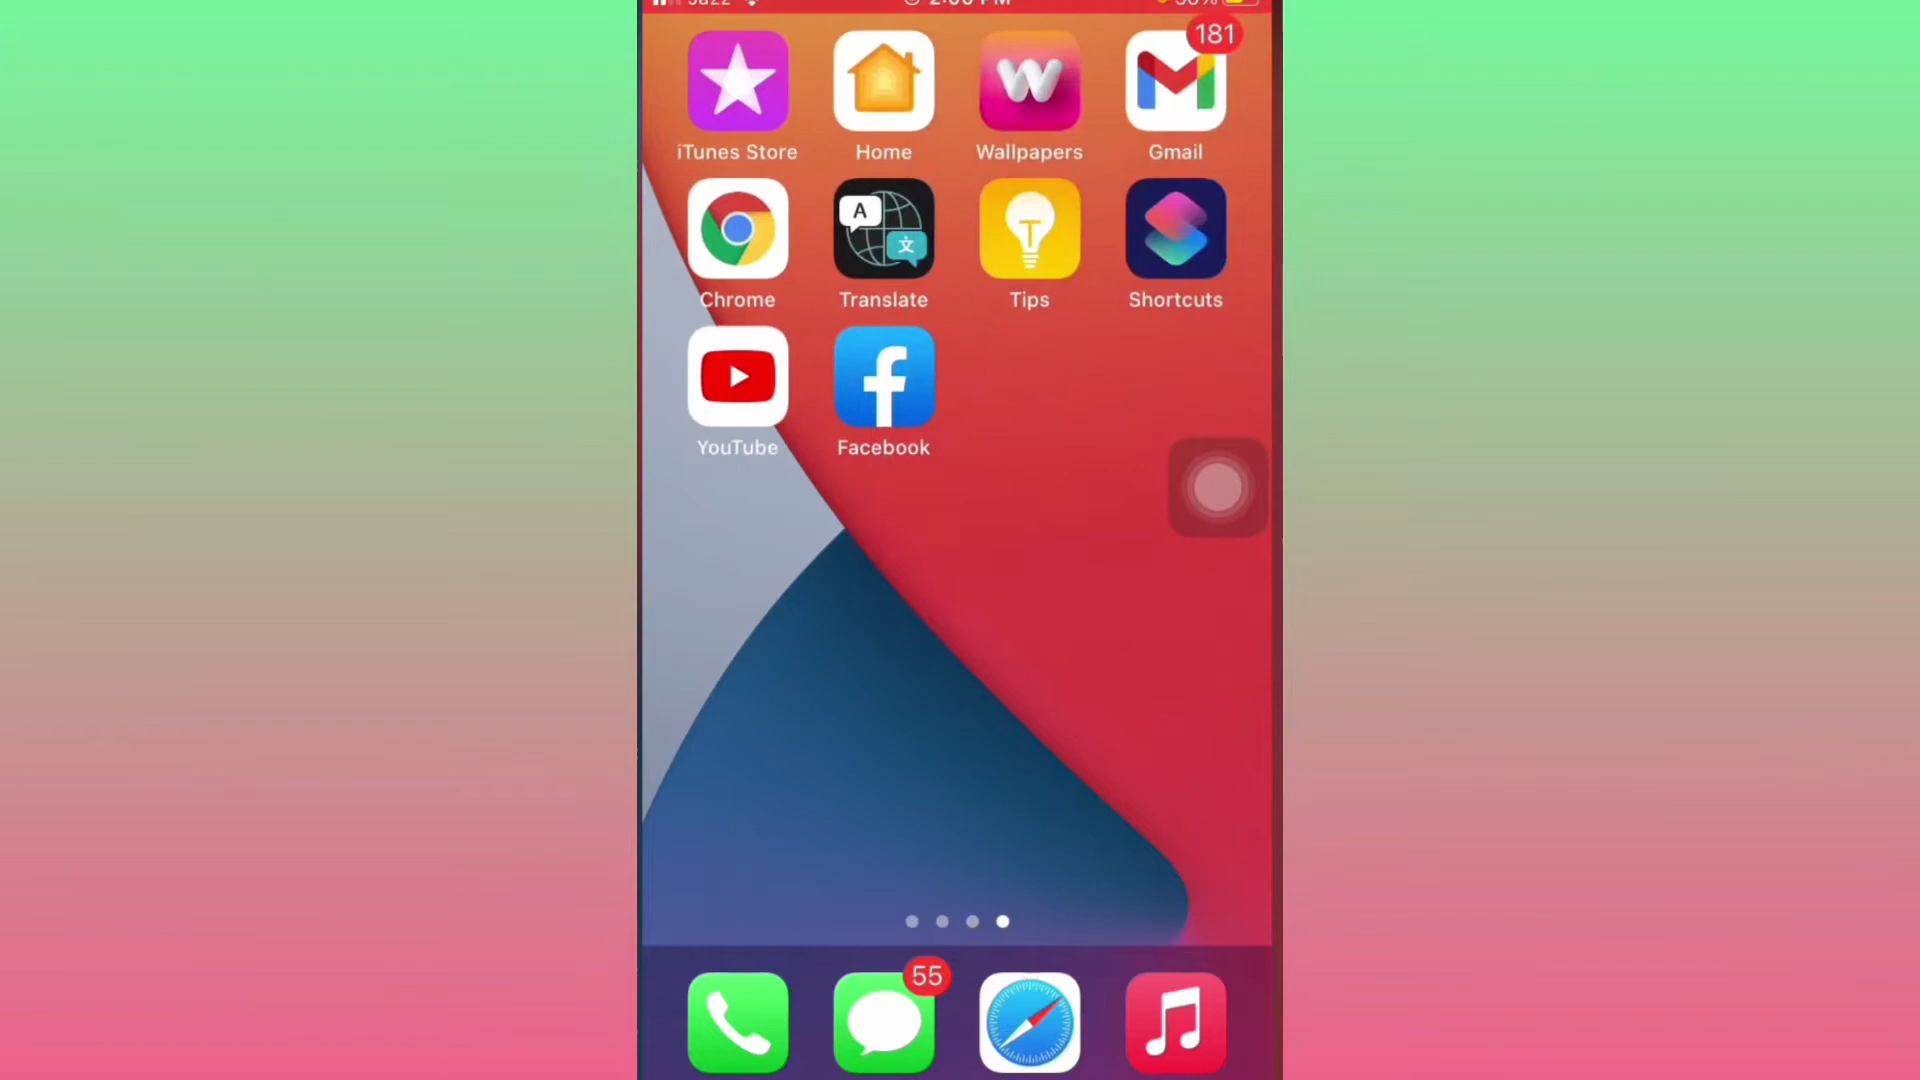 181
iTunes Store
Home
Wallpapers
Gmail
A
文
Chrome
Translate
Tips
Shortcuts
YouTube
Facebook
55